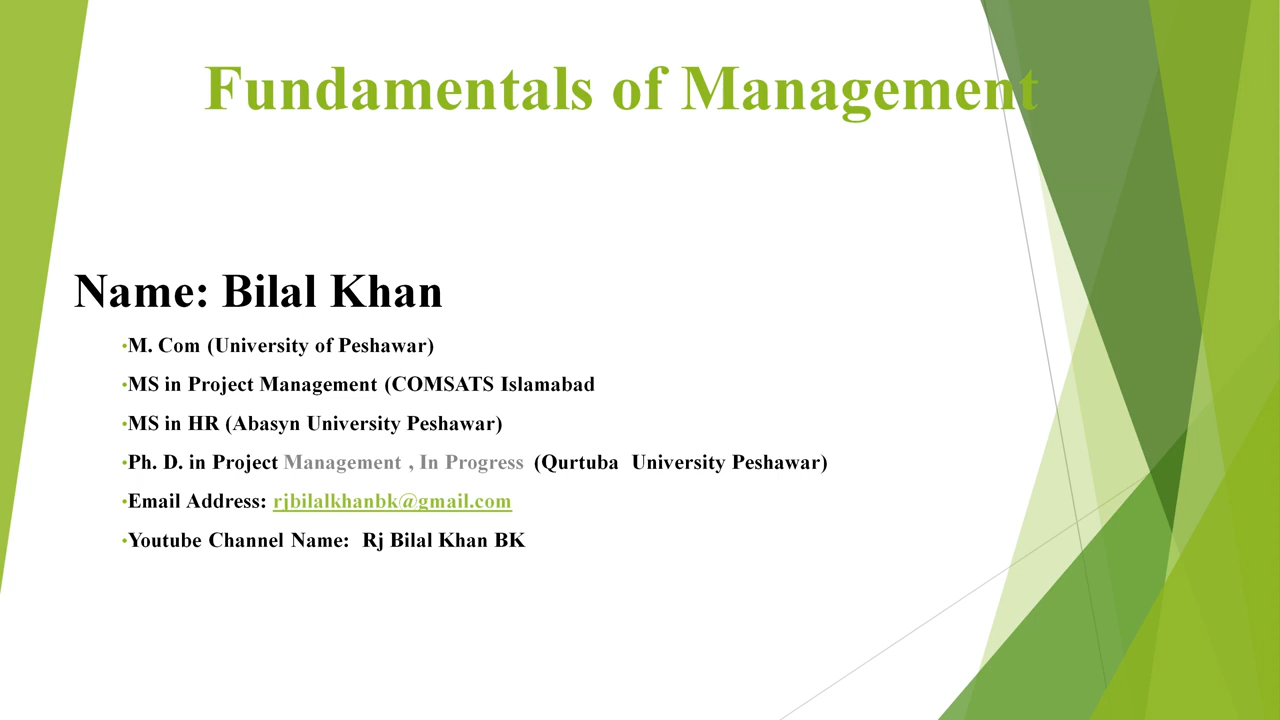 Fundamentals of Management
Name: Bilal Khan
•M. Com (University of Peshawar)
•MS in Project Management (COMSATS Islamabad
•MS in HR (Abasyn University Peshawar)
•Ph. D. in Project Management , In Progress (Qurtuba University Peshawar)
•Email Address: rjbilalkhanbk@gmail.com
•Youtube Channel Name: Rj Bilal Khan BK